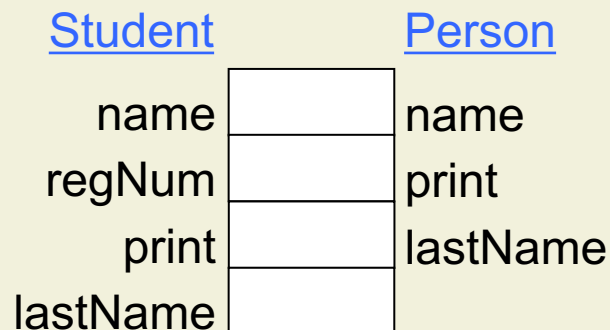 Student Person
name name
regNum print
print lastName
lastName